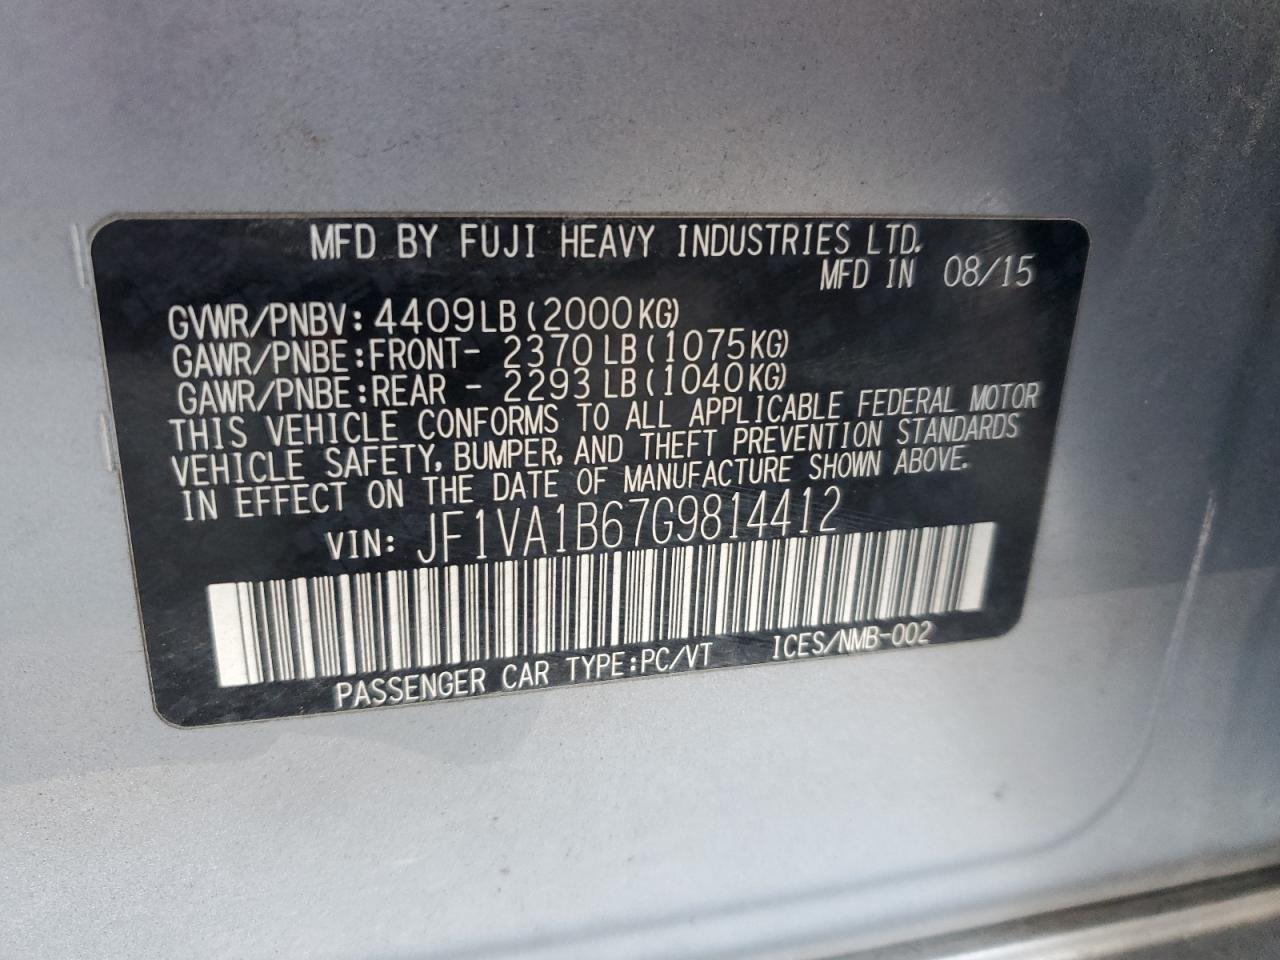 MFD BY FUJI HEAVY INDUSTRIES LTD.
MFD IN 08/15
GVWR/PNBV: 4409LB (2000KG)
GAWR/PNBE:FRONT- 2370LB (1075KG)
GAWR/PNBE:REAR - 2293LB (1040KG)
THIS VEHICLE CONFORMS TO ALL APPLICABLE FEDERAL MOTOR
VEHICLE SAFETY, BUMPER, AND THEFT PREVENTION STANDARDS
IN EFFECT ON THE DATE OF MANUFACTURE SHOWN ABOVE.
VIN: JF1VA1B67G9814412
PASSENGER CAR TYPE:PC/VT ICES/NMB-002